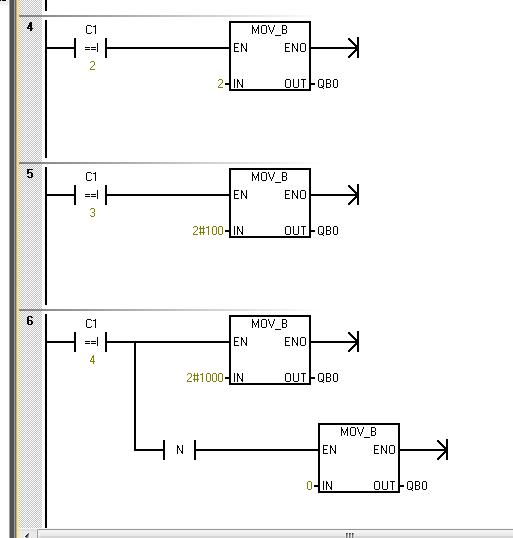 4
C1
==I
2
MOV_B
EN ENO
2 IN OUT QB0
5
C1
==I
3
MOV_B
EN ENO
2#100 IN OUT QB0
6
C1
==I
4
MOV_B
EN ENO
2#1000 IN OUT QB0
N
MOV_B
EN ENO
0 IN OUT QB0